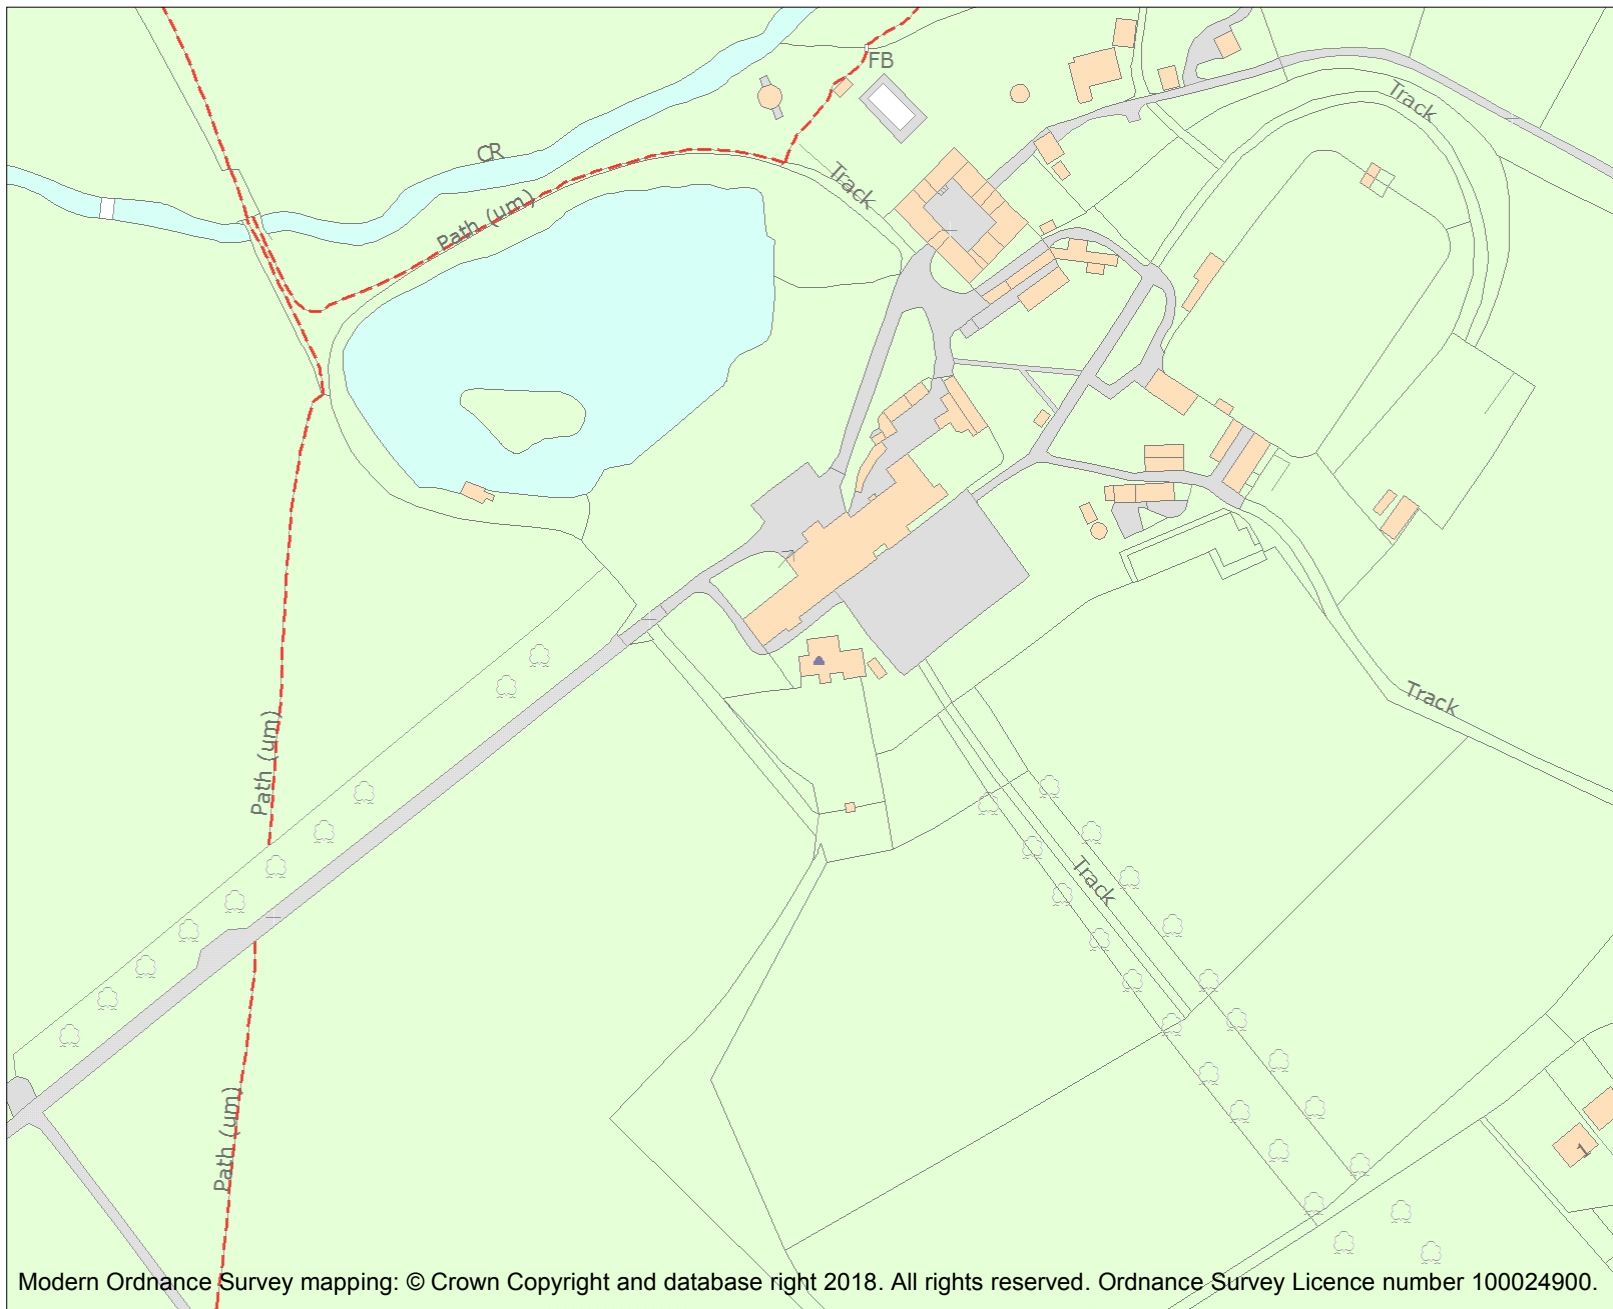 FB
Track
CR
Track
Path (um)
Track
Path (um)
Track
Path (um)
1
Modern Ordnance Survey mapping: © Crown Copyright and database right 2018. All rights reserved. Ordnance Survey Licence number 100024900.